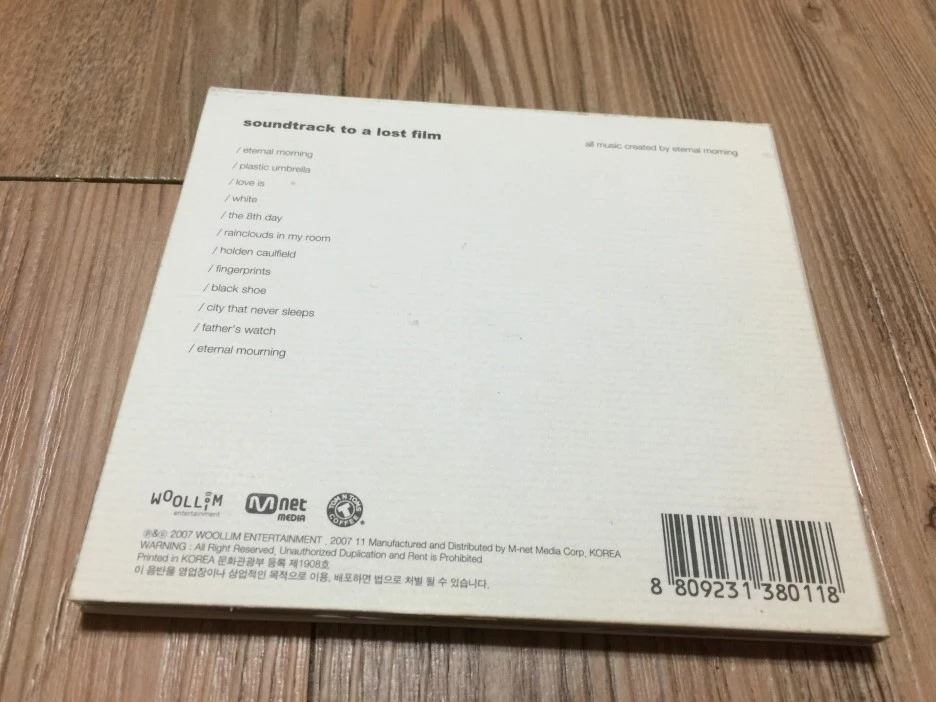 soundtrack to a lost film
all music created by eternal morning
/ eternal morning
/ plastic umbrella
/ love is
/ white
/ the 8th day
/ rainclouds in my room
/ holden caulfield
/ fingerprints
/ black shoe
/ city that never sleeps
/ father's watch
/ eternal mourning
WOOLLIM
entertainment
Mnet
MEDIA
TOM N TOMS
COFFEE
℗&© 2007 WOOLLIM ENTERTAINMENT , 2007 11 Manufactured and Distributed by M-net Media Corp, KOREA
WARNING : All Right Reserved, Unauthorized Duplication and Rent is Prohibited
Printed in KOREA 문화관광부 등록 제1908호
이 음반을 영업장이나 상업적인 목적으로 이용, 배포하면 법으로 처벌 될 수 있습니다.
8 809231 380118